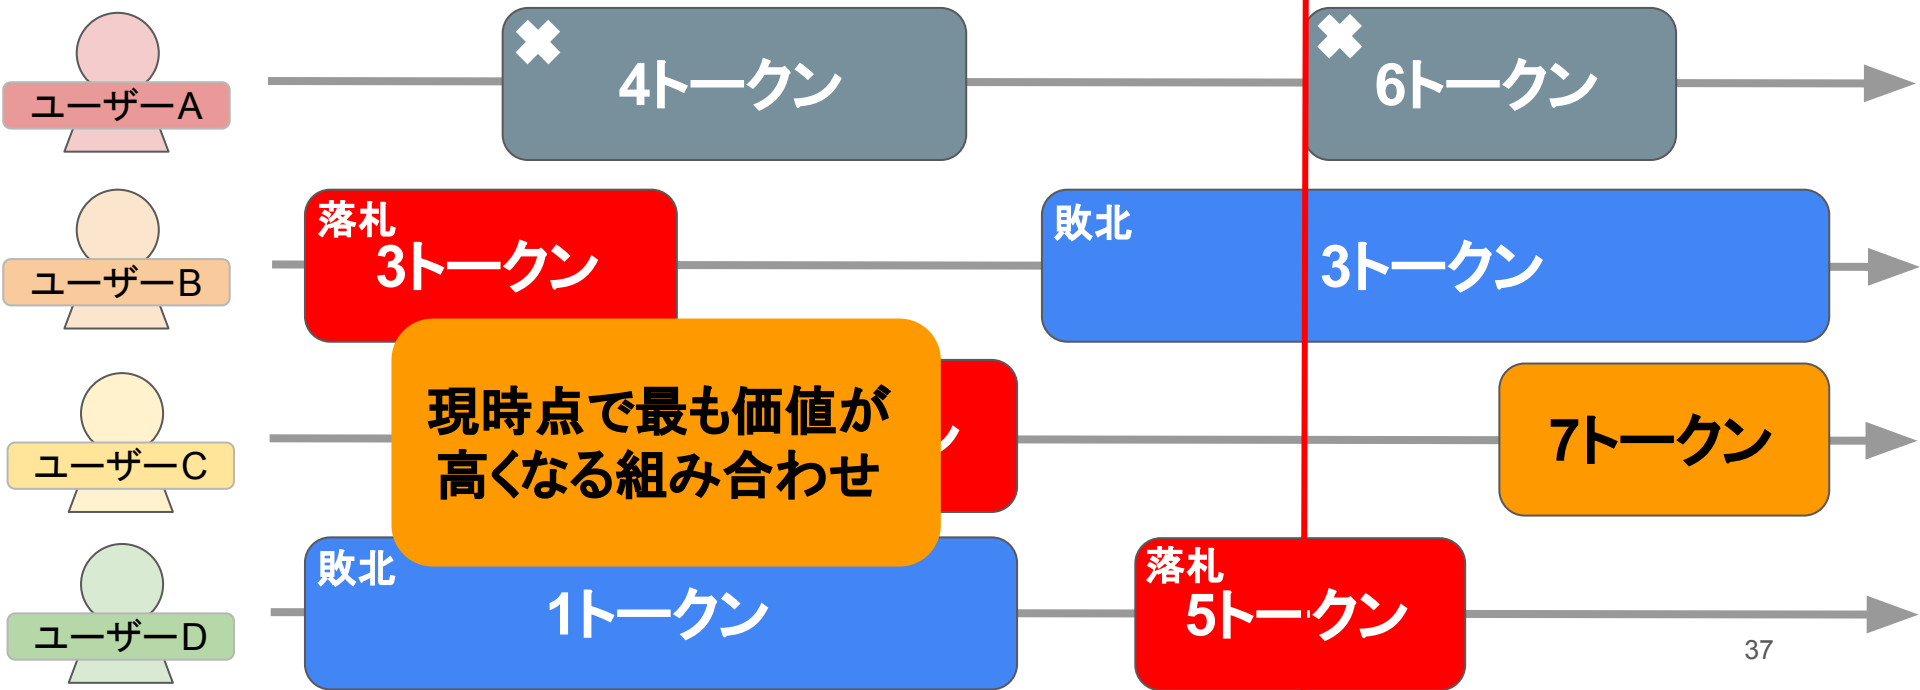 ユーザーA
4トークン
6トークン
ユーザーB
落札
3トークン
敗北
3トークン
ユーザーC
現時点で最も価値が
高くなる組み合わせ
7トークン
ユーザーD
敗北
1トークン
落札
5トークン
37